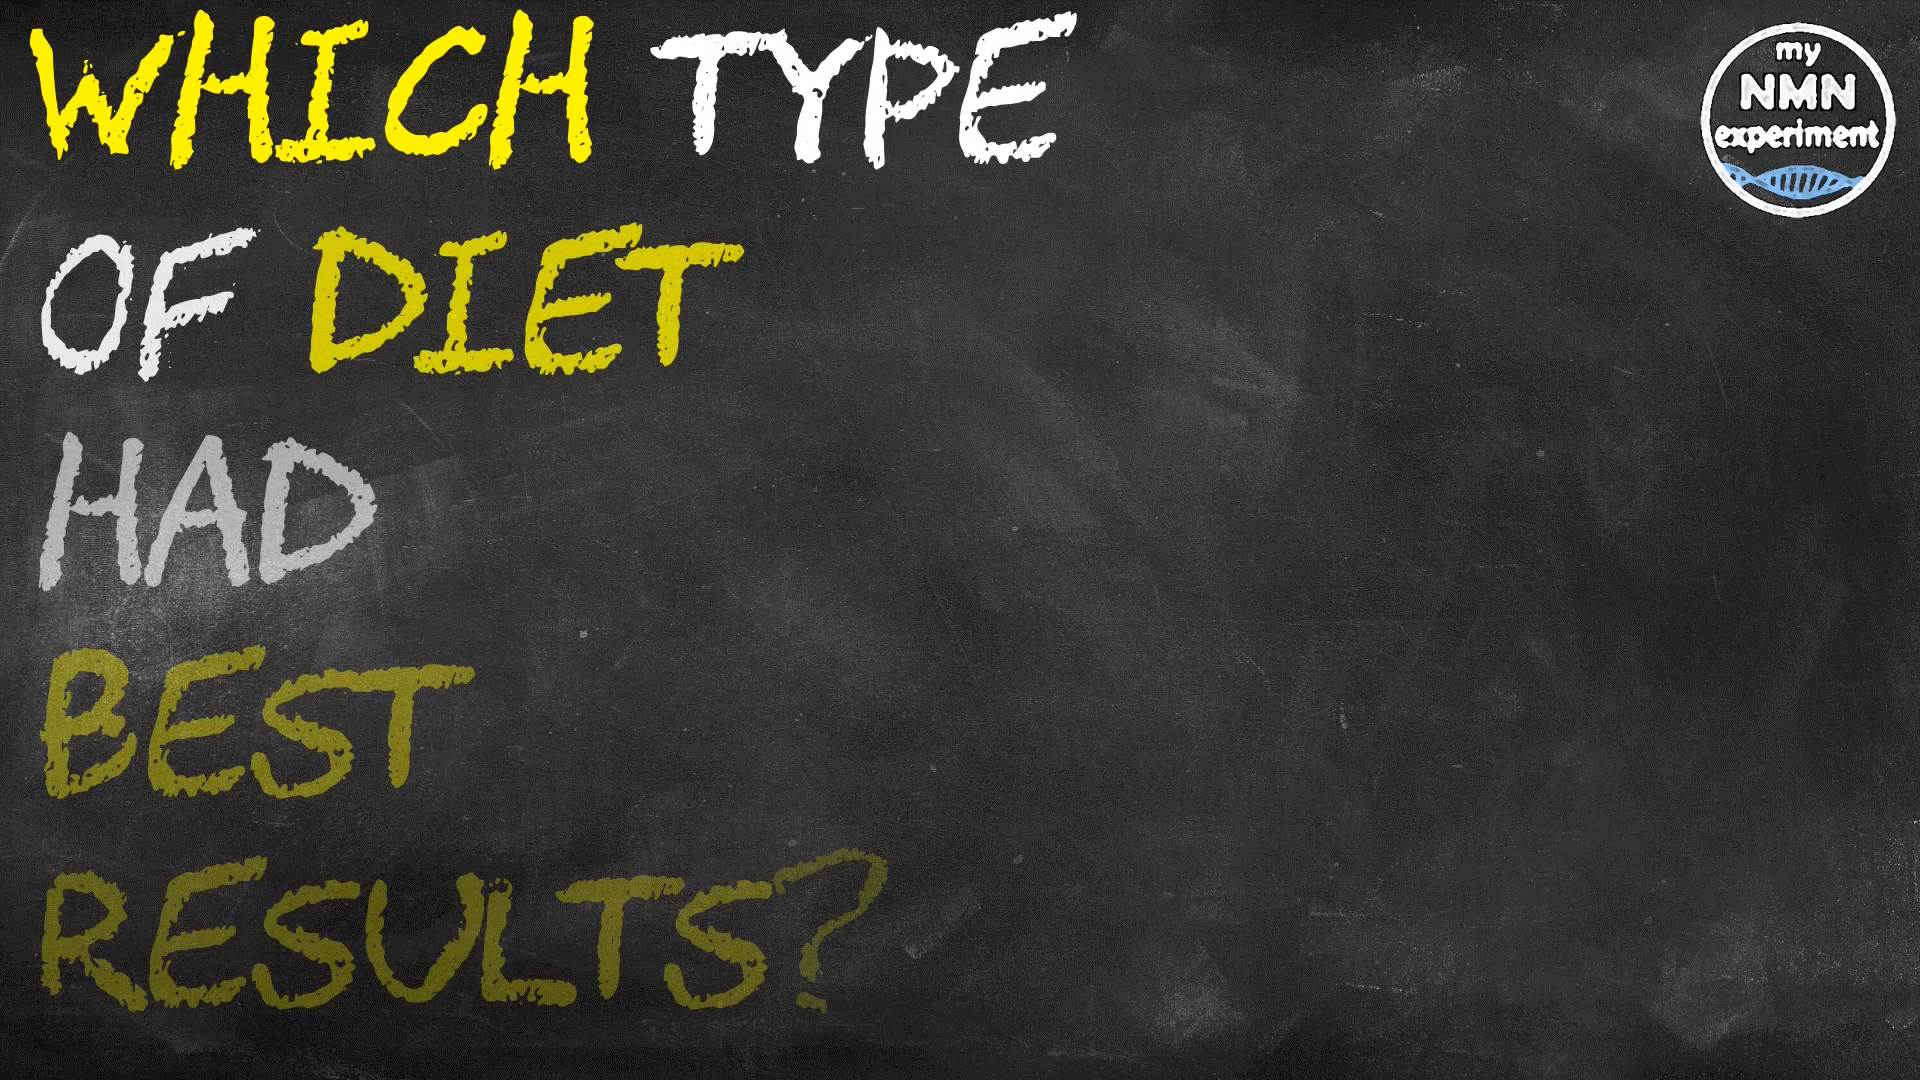 WHICH TYPE
OF DIET
HAD
BEST
RESULTS?
my
NMN
experiment